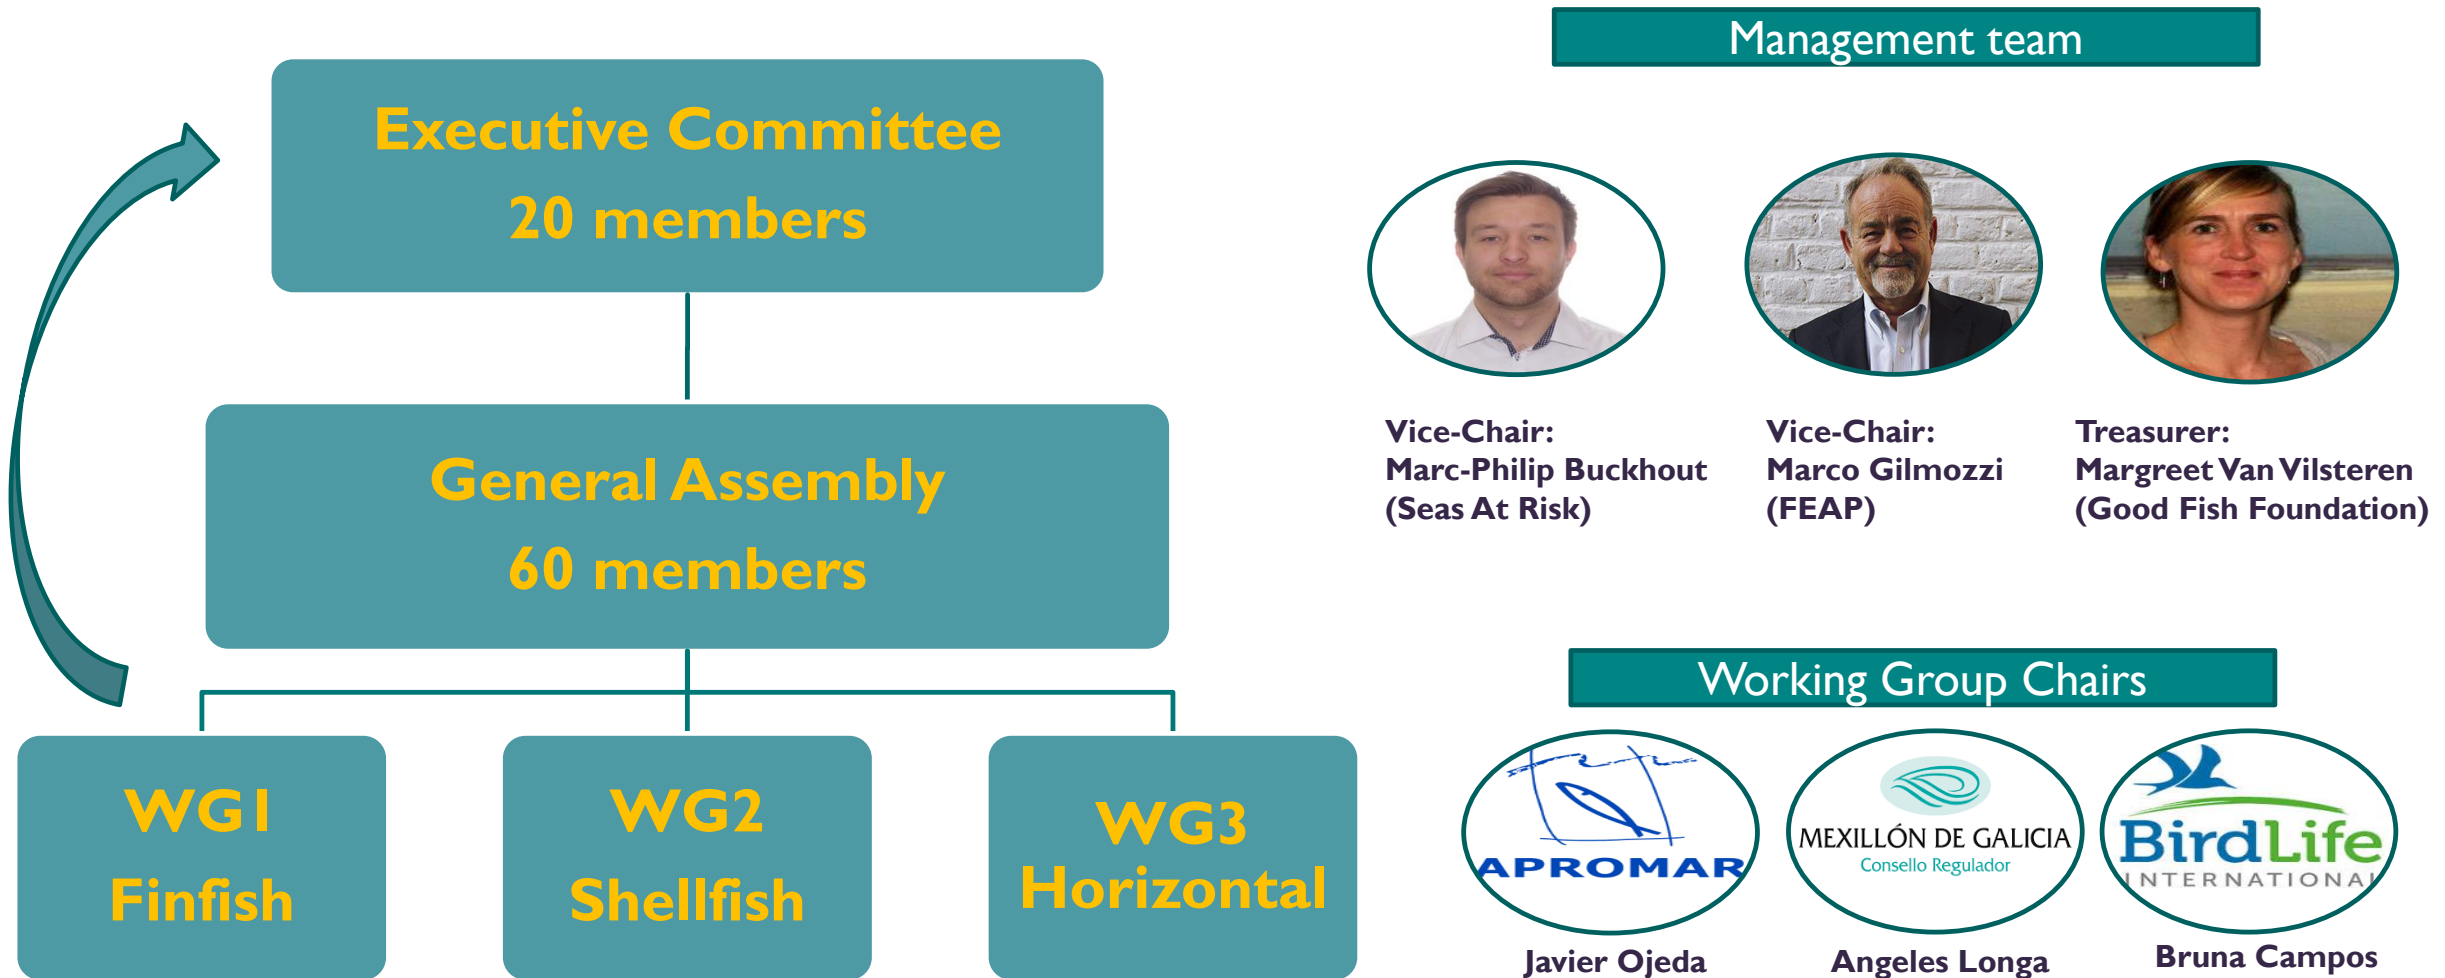 Executive Committee
20 members
General Assembly
60 members
WG1
Finfish
WG2
Shellfish
WG3
Horizontal
Management team
Vice-Chair:
Marc-Philip Buckhout
(Seas At Risk)
Vice-Chair:
Marco Gilmozzi
(FEAP)
Treasurer:
Margreet Van Vilsteren
(Good Fish Foundation)
Working Group Chairs
APROMAR
MEXILLÓN DE GALICIA
Consello Regulador
BirdLife
INTERNATIONAL
Javier Ojeda
Angeles Longa
Bruna Campos